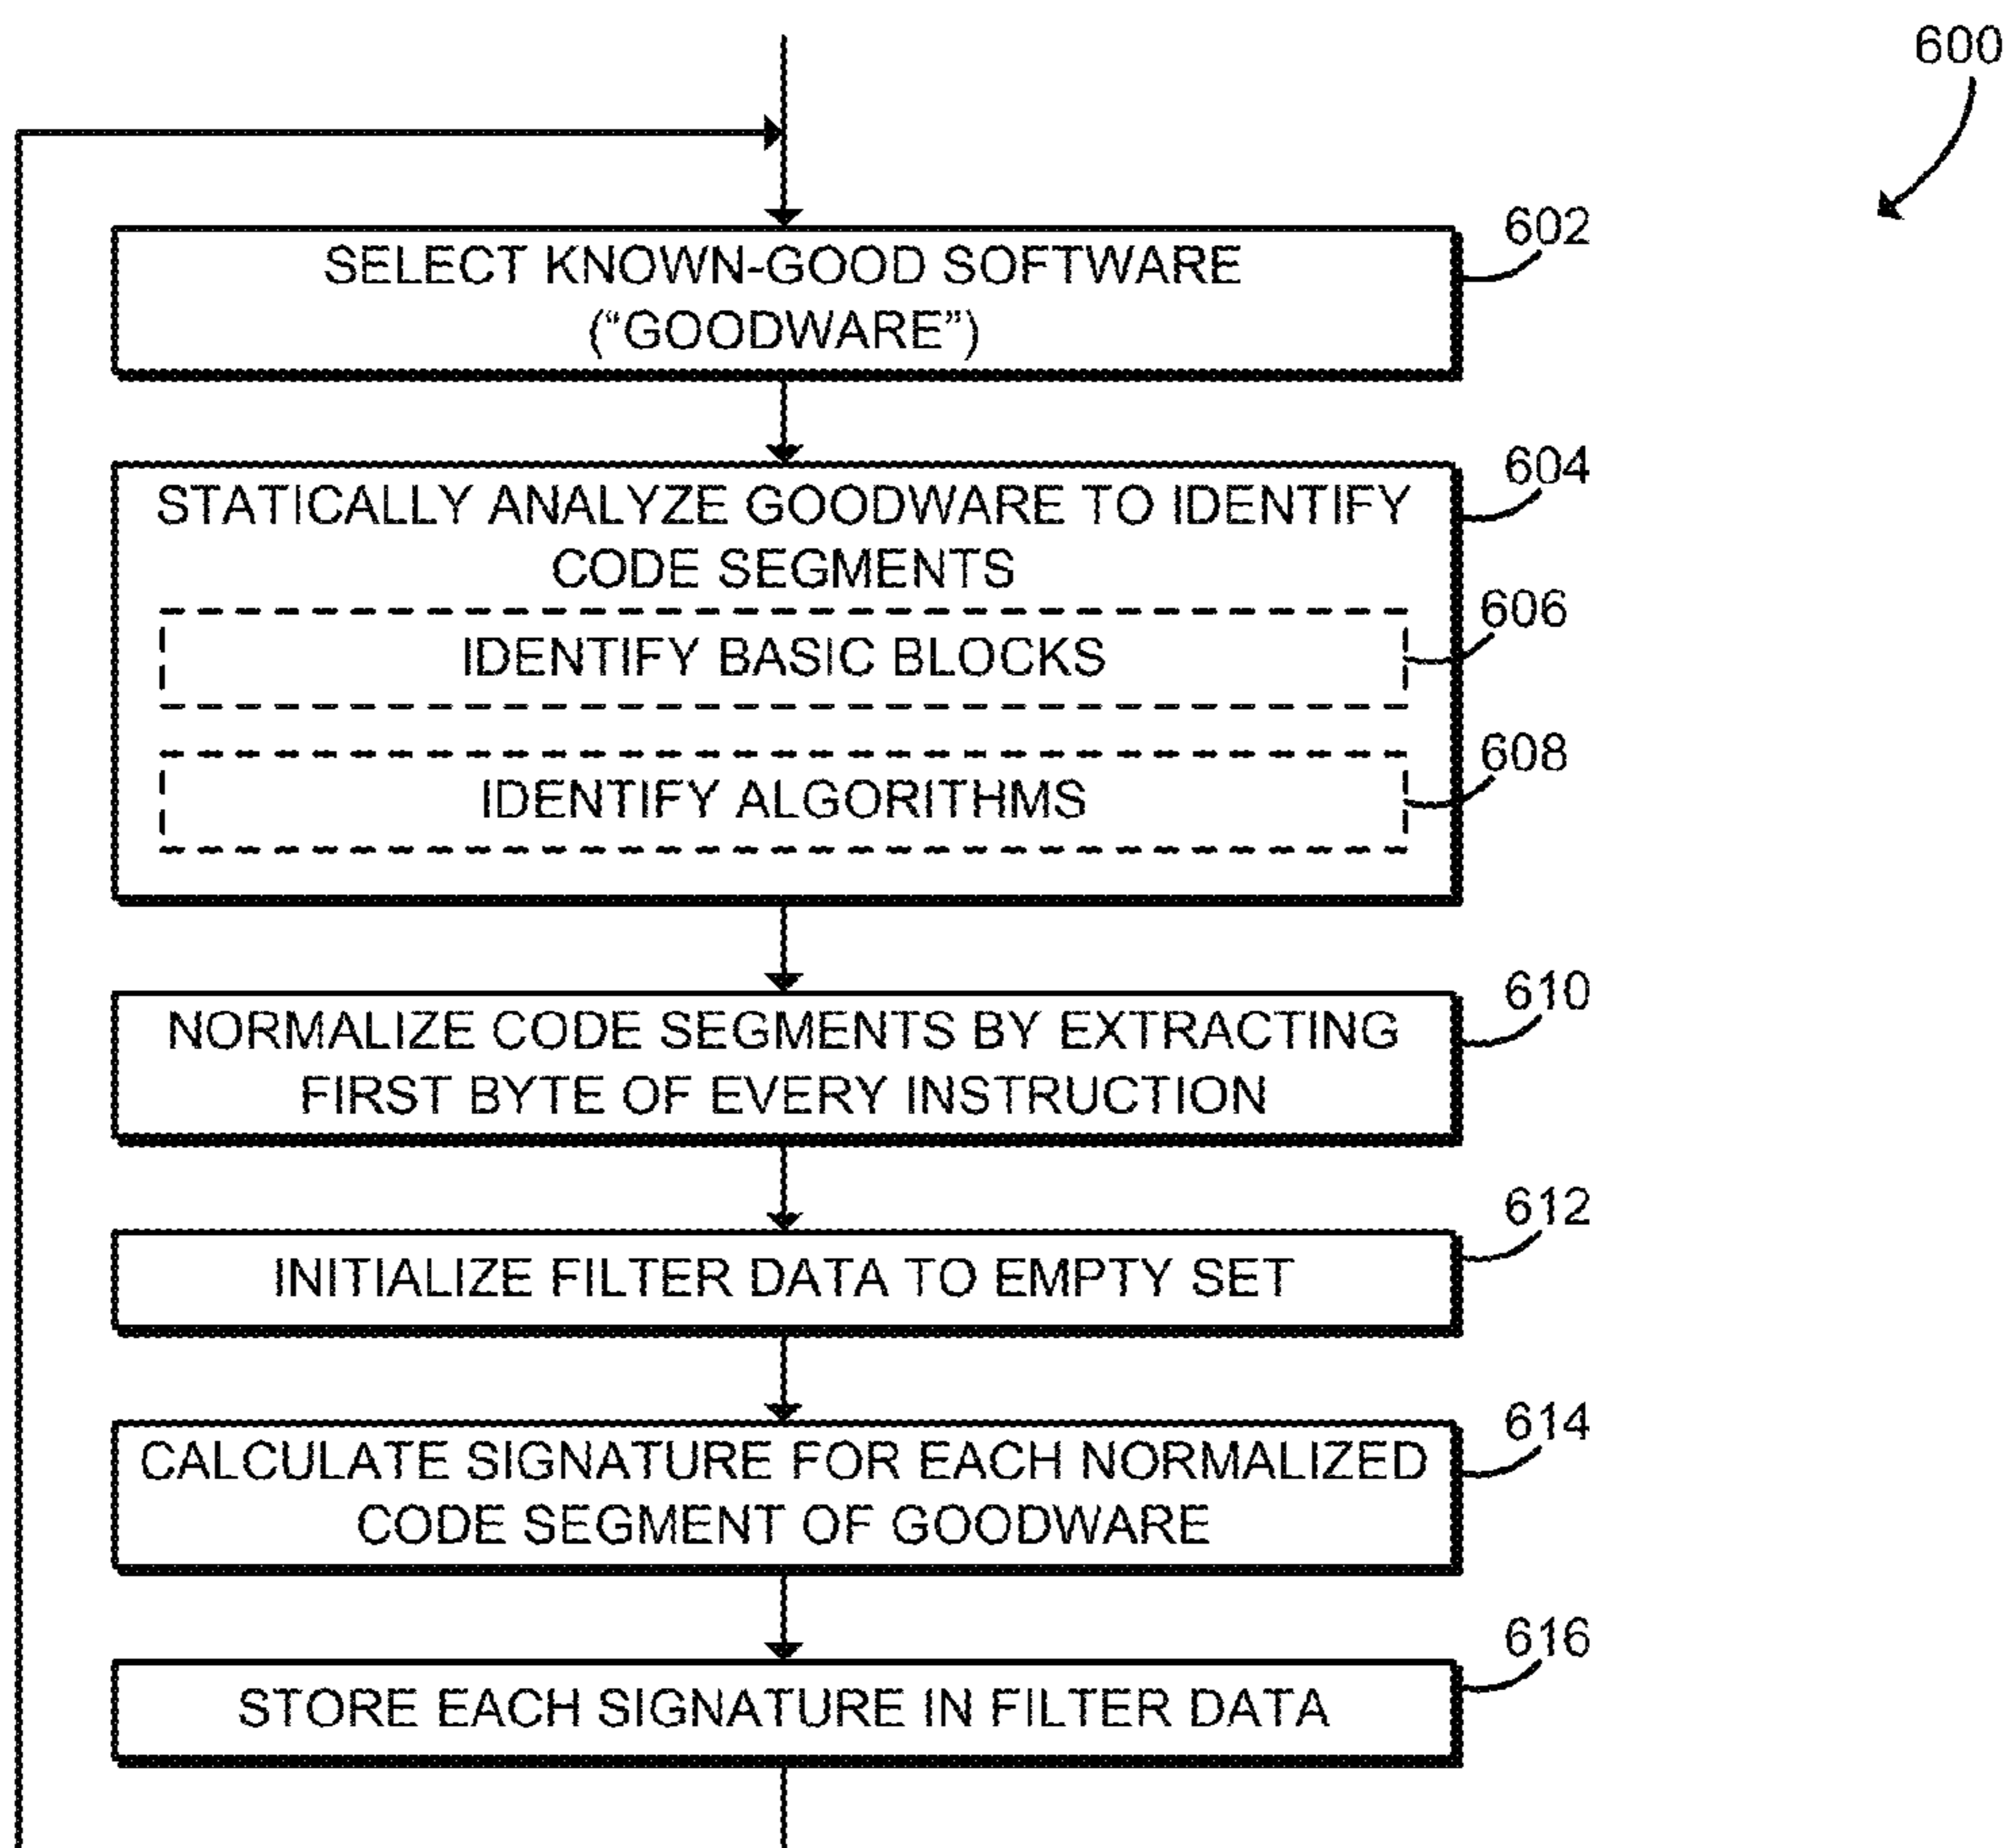 600
602
SELECT KNOWN-GOOD SOFTWARE
(“GOODWARE”)
604
STATICALLY ANALYZE GOODWARE TO IDENTIFY
CODE SEGMENTS
606
IDENTIFY BASIC BLOCKS
608
IDENTIFY ALGORITHMS
610
NORMALIZE CODE SEGMENTS BY EXTRACTING
FIRST BYTE OF EVERY INSTRUCTION
612
INITIALIZE FILTER DATA TO EMPTY SET
614
CALCULATE SIGNATURE FOR EACH NORMALIZED
CODE SEGMENT OF GOODWARE
616
STORE EACH SIGNATURE IN FILTER DATA